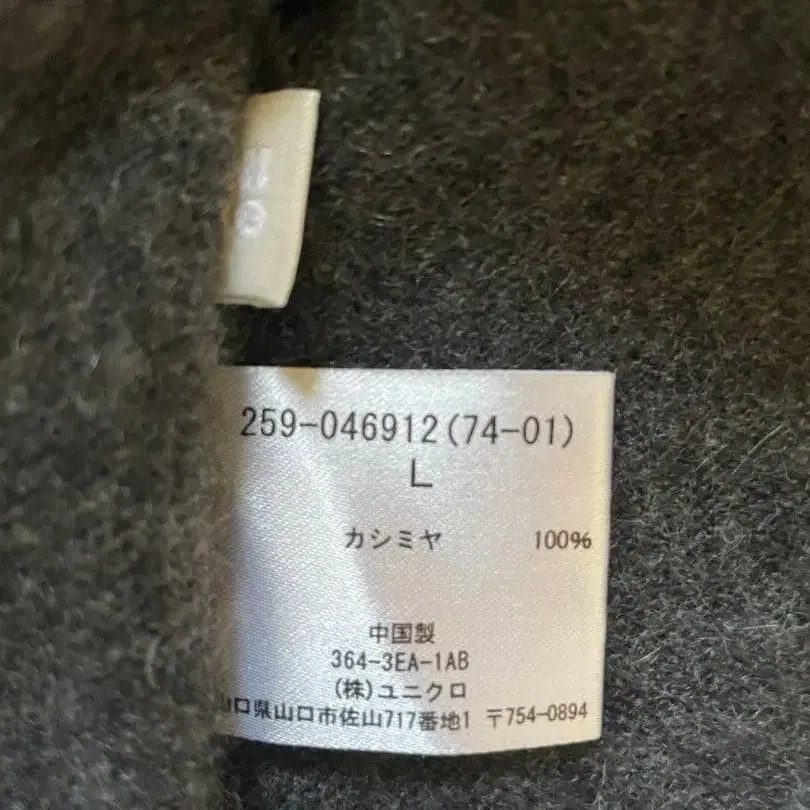 259-046912(74-01)
L
カシミヤ 100%
中国製
364-3EA-1AB
(株)ユニクロ
山口県山口市佐山717番地1 〒754-0894